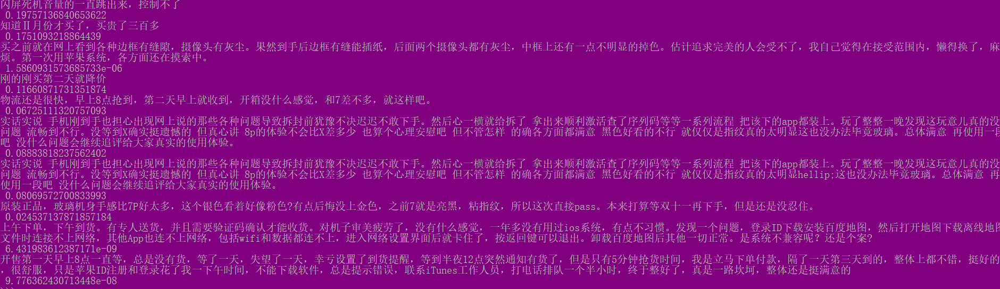 闪屏死机音量的一直跳出来，控制不了
0.19757136840653622
知道Ⅱ月份才买了，买贵了三百多
0.1751093218864439
买之前就在网上看到各种边框有缝隙，摄像头有灰尘。果然到手后边框有缝能插纸，后面两个摄像头都有灰尘，中框上还有一点不明显的掉色。估计追求完美的人会受不了，我自己觉得在接受范围内，懒得换了，麻
烦。第一次用苹果系统，各方面还在摸索中。
1.5860931573685733e-06
刚的刚买第二天就降价
0.11660871731351874
物流还是很快，早上8点抢到，第二天早上就收到，开箱没什么感觉，和7差不多，就这样吧。
0.06725111320757093
实话实说 手机刚到手也担心出现网上说的那些各种问题导致拆封前犹豫不决迟迟不敢下手。然后心一横就给拆了 拿出来顺利激活查了序列码等等一系列流程 把该下的app都装上。玩了整整一晚发现这玩意儿真的没
问题 流畅到不行。没等到X确实挺遗憾的 但真心讲 8p的体验不会比X差多少 也算个心理安慰吧 但不管怎样 的确各方面都满意 黑色好看的不行 就仅仅是指纹真的太明显这也没办法毕竟玻璃。总体满意 再使用一段
吧 没什么问题会继续追评给大家真实的使用体验。
0.08883818237562402
实话实说 手机刚到手也担心出现网上说的那些各种问题导致拆封前犹豫不决迟迟不敢下手。然后心一横就给拆了 拿出来顺利激活查了序列码等等一系列流程 把该下的app都装上。玩了整整一晚发现这玩意儿真的没
问题 流畅到不行。没等到X确实挺遗憾的 但真心讲 8p的体验不会比X差多少 也算个心理安慰吧 但不管怎样 的确各方面都满意 黑色好看的不行 就仅仅是指纹真的太明显hellip;这也没办法毕竟玻璃。总体满意 再
使用一段吧 没什么问题会继续追评给大家真实的使用体验。
0.08069572700833993
原装正品，玻璃机身手感比7P好太多，这个银色看着好像粉色?有点后悔没上金色，之前7就是亮黑，粘指纹，所以这次直接pass。本来打算等双十一再下手，但是还是没忍住。
0.024537137871857184
上午下单，下午到货。有专人送货，并且需要验证码确认才能收货。对机子审美疲劳了，没有什么感觉，一年多没有用过ios系统，有点不习惯。发现一个问题，登录ID下载安装百度地图，然后打开地图下载离线地图
文件时连接不上网络，其他App也连不上网络，包括wifi和数据都连不上，进入网络设置界面后就卡住了，按返回键可以退出。卸载百度地图后其他一切正常。是系统不兼容呢？还是个案?
6.431983612387171e-09
开售第一天早上8点一直等，总是没有货，等了一天，失望了一天，幸亏设置了到货提醒，等到半夜12点突然通知有货了，但是只有5分钟抢货时间，我是立马下单付款，隔了一天第三天到的，整体上都不错，挺好的
，很舒服，只是苹果ID注册和登录花了我一下午时间，不能下载软件，总是提示错误，联系iTunes工作人员，打电话排队一个半小时，终于整好了，真是一路坎坷，整体还是挺满意的
9.776362430713448e-08